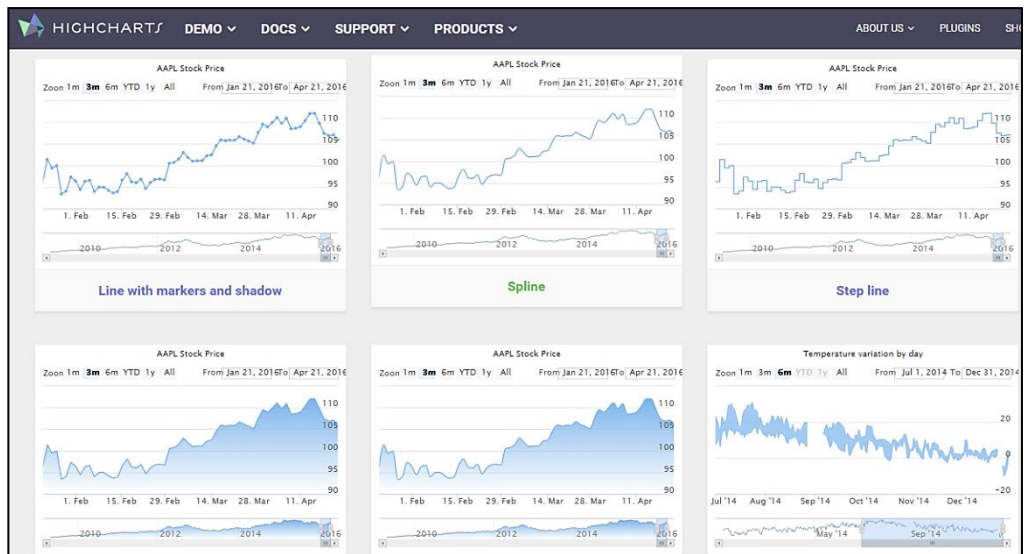 HIGHCHARTS DEMO DOCS SUPPORT PRODUCTS ABOUT US PLUGINS SHO
AAPL Stock Price
Zoon 1m 3m 6m YTD 1y All From Jan 21, 2016 To Apr 21, 2016
110
105
100
95
90
1. Feb 15. Feb 29. Feb 14. Mar 28. Mar 11. Apr
2010 2012 2014 2016
Line with markers and shadow
AAPL Stock Price
Zoon 1m 3m 6m YTD 1y All From Jan 21, 2016 To Apr 21, 2016
110
105
100
95
90
1. Feb 15. Feb 29. Feb 14. Mar 28. Mar 11. Apr
2010 2012 2014 2016
Spline
AAPL Stock Price
Zoon 1m 3m 6m YTD 1y All From Jan 21, 2016 To Apr 21, 2016
110
105
100
95
90
1. Feb 15. Feb 29. Feb 14. Mar 28. Mar 11. Apr
2010 2012 2014 2016
Step line
AAPL Stock Price
Zoon 1m 3m 6m YTD 1y All From Jan 21, 2016 To Apr 21, 2016
110
105
100
95
90
1. Feb 15. Feb 29. Feb 14. Mar 28. Mar 11. Apr
2010 2012 2014 2016
AAPL Stock Price
Zoon 1m 3m 6m YTD 1y All From Jan 21, 2016 To Apr 21, 2016
110
105
100
95
90
1. Feb 15. Feb 29. Feb 14. Mar 28. Mar 11. Apr
2010 2012 2014 2016
Temperature variation by day
Zoon 1m 3m 6m YTD 1y All From Jul 1, 2014 To Dec 31, 2014
20
0
-20
Jul '14 Aug '14 Sep '14 Oct '14 Nov '14 Dec '14
May '14 Sep '14